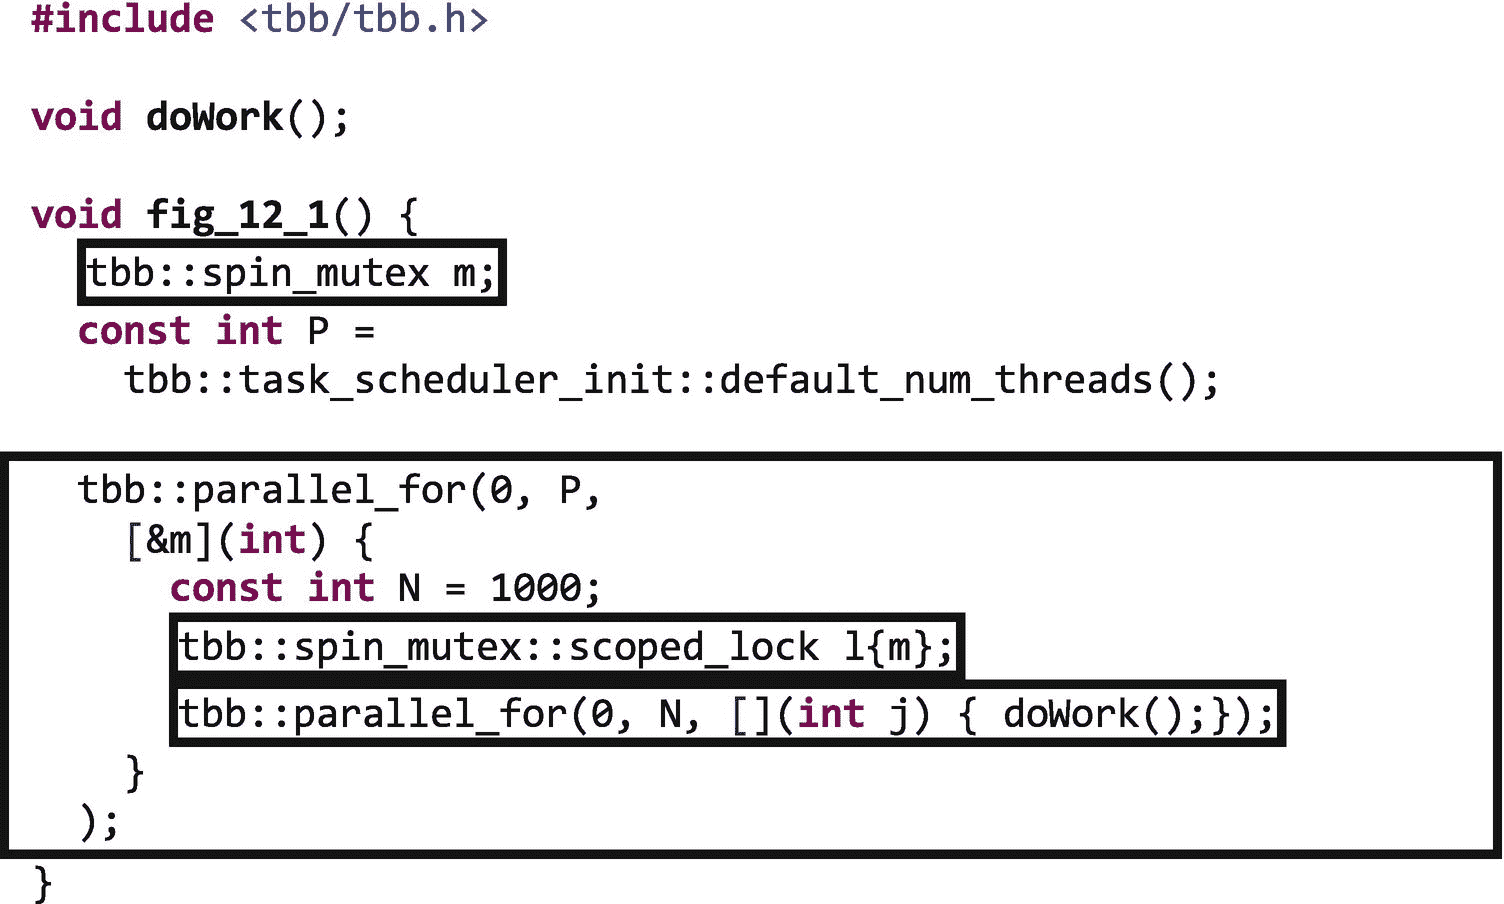 #include <tbb/tbb.h>
void doWork();
void fig_12_1() {
tbb::spin_mutex m;
const int P =
tbb::task_scheduler_init::default_num_threads();
tbb::parallel_for(0, P,
[&m](int) {
const int N = 1000;
tbb::spin_mutex::scoped_lock l{m};
tbb::parallel_for(0, N, [](int j) { doWork();});
}
);
}